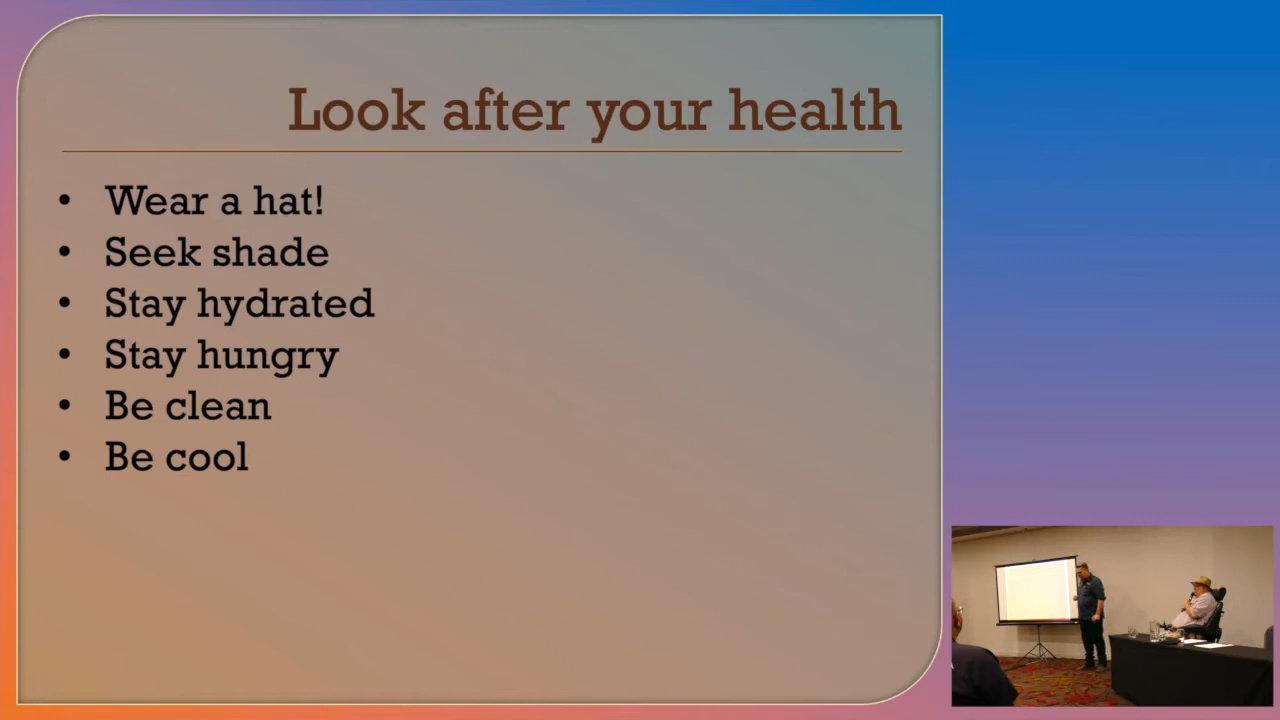 Look after your health
• Wear a hat!
• Seek shade
• Stay hydrated
• Stay hungry
• Be clean
• Be cool